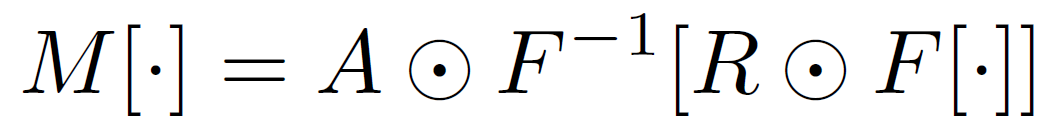 M[·] = A ⊙ F⁻¹[R ⊙ F[·]]